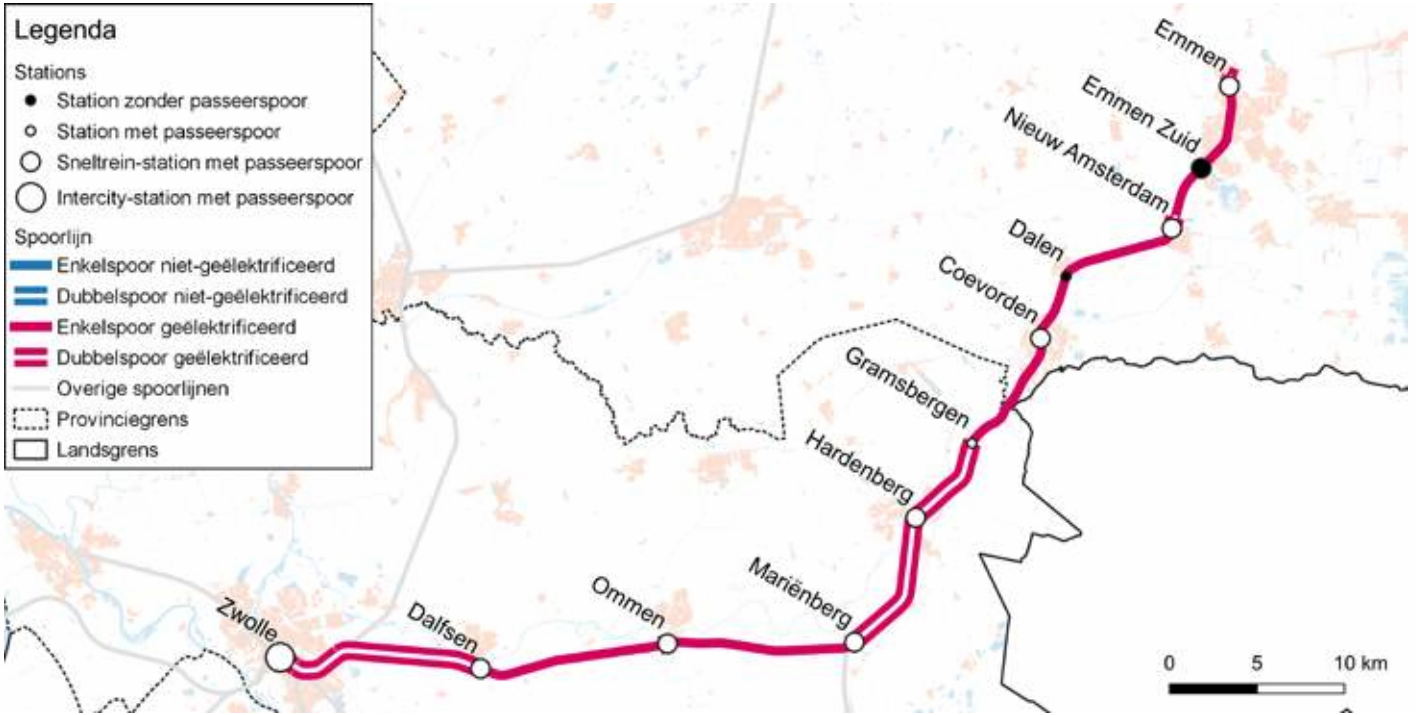 Legenda
Stations
Station zonder passeerspoor
Station met passeerspoor
Sneltrein-station met passeerspoor
Intercity-station met passeerspoor
Spoorlijn
Enkelspoor niet-geëlektrificeerd
Dubbelspoor niet-geëlektrificeerd
Enkelspoor geëlektrificeerd
Dubbelspoor geëlektrificeerd
Overige spoorlijnen
Provinciegrens
Landsgrens
Emmen
Emmen Zuid
Nieuw Amsterdam
Dalen
Coevorden
Gramsbergen
Hardenberg
Mariënberg
Ommen
Dalfsen
Zwolle
0 5 10 km